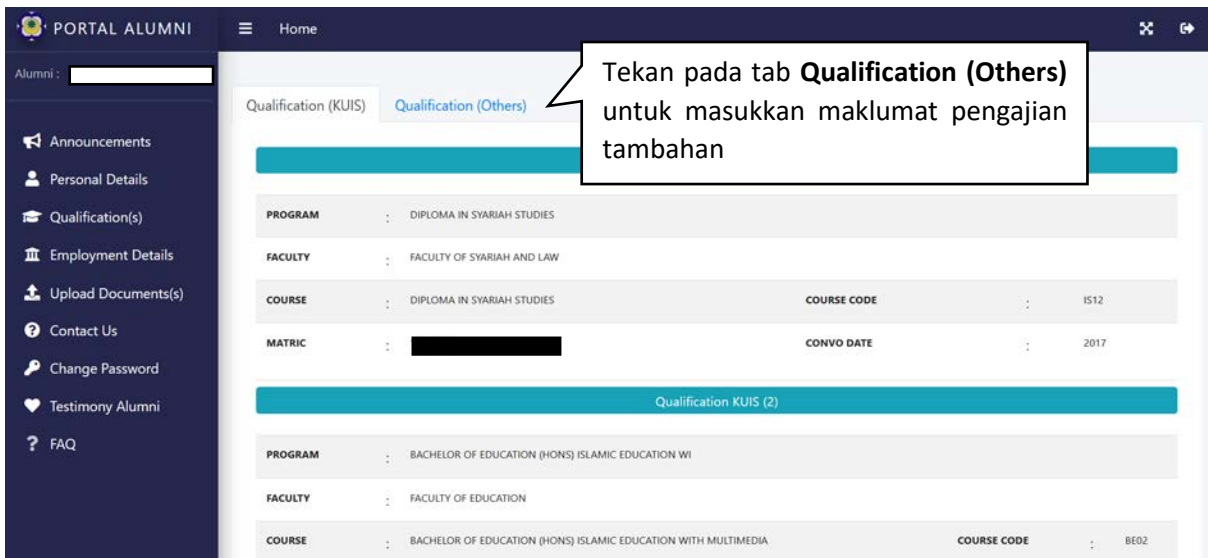 PORTAL ALUMNI
Home
Alumni :
Announcements
Personal Details
Qualification(s)
Employment Details
Upload Documents(s)
Contact Us
Change Password
Testimony Alumni
FAQ
Qualification (KUIS) Qualification (Others)
Tekan pada tab Qualification (Others)
untuk masukkan maklumat pengajian
tambahan
PROGRAM : DIPLOMA IN SYARIAH STUDIES
FACULTY : FACULTY OF SYARIAH AND LAW
COURSE : DIPLOMA IN SYARIAH STUDIES COURSE CODE : IS12
MATRIC : CONVO DATE : 2017
Qualification KUIS (2)
PROGRAM : BACHELOR OF EDUCATION (HONS) ISLAMIC EDUCATION WI
FACULTY : FACULTY OF EDUCATION
COURSE : BACHELOR OF EDUCATION (HONS) ISLAMIC EDUCATION WITH MULTIMEDIA COURSE CODE : BE02